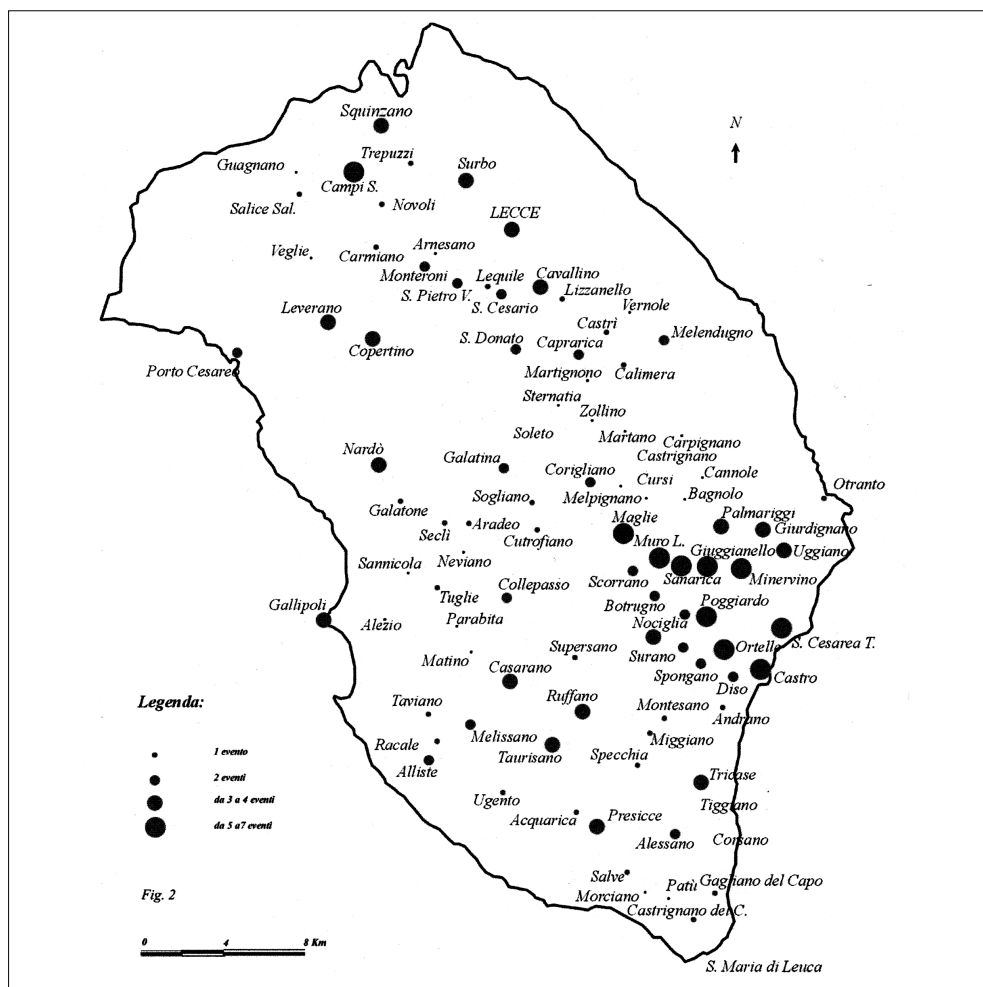 Squinzano
N
Trepuzzi
Guagnano
Surbo
Campi S.
Salice Sal.
Novoli
LECCE
Arnesano
Veglie
Carmiano
Monteroni
Lequile
Cavallino
S. Pietro V.
Lizzanello
S. Cesario
Vernole
Leverano
Castrì
S. Donato
Caprarica
Melendugno
Copertino
Porto Cesareo
Martignono
Calimera
Sternatia
Zollino
Soleto
Martano
Carpignano
Nardò
Galatina
Castrignano
Corigliano
Cursi
Cannole
Otranto
Galatone
Sogliano
Melpignano
Bagnolo
Maglie
Palmariggi
Seclì
Aradeo
Cutrofiano
Giurdignano
Muro L.
Giuggianello
Uggiano
Sannicola
Neviano
Scorrano
Sanarica
Minervino
Collepasso
Tuglie
Botrugno
Poggiardo
Gallipoli
Alezio
Parabita
Nociglia
S. Cesarea T.
Supersano
Surano
Ortelle
Matino
Casarano
Spongano
Castro
Diso
Ruffano
Montesano
Andrano
Legenda:
Taviano
Melissano
Miggiano
Racale
Taurisano
Specchia
1 evento
Alliste
Tricase
2 eventi
Ugento
Tiggiano
da 3 a 4 eventi
Acquarica
Presicce
da 5 a7 eventi
Alessano
Corsano
Salve
Patù
Gagliano del Capo
Fig. 2
Morciano
Castrignano del C.
0 4 8 Km
S. Maria di Leuca